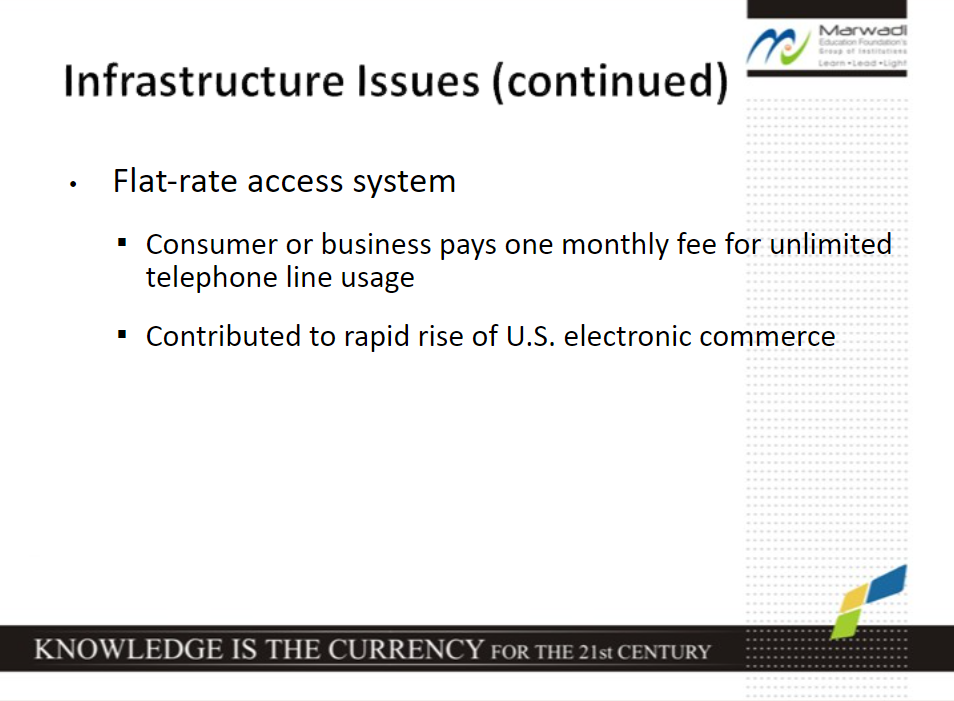 Marwadi
Education Foundation's
Group of Institutions
Learn•Lead•Light
Infrastructure Issues (continued)
• Flat-rate access system
▪ Consumer or business pays one monthly fee for unlimited
telephone line usage
▪ Contributed to rapid rise of U.S. electronic commerce
KNOWLEDGE IS THE CURRENCY FOR THE 21st CENTURY